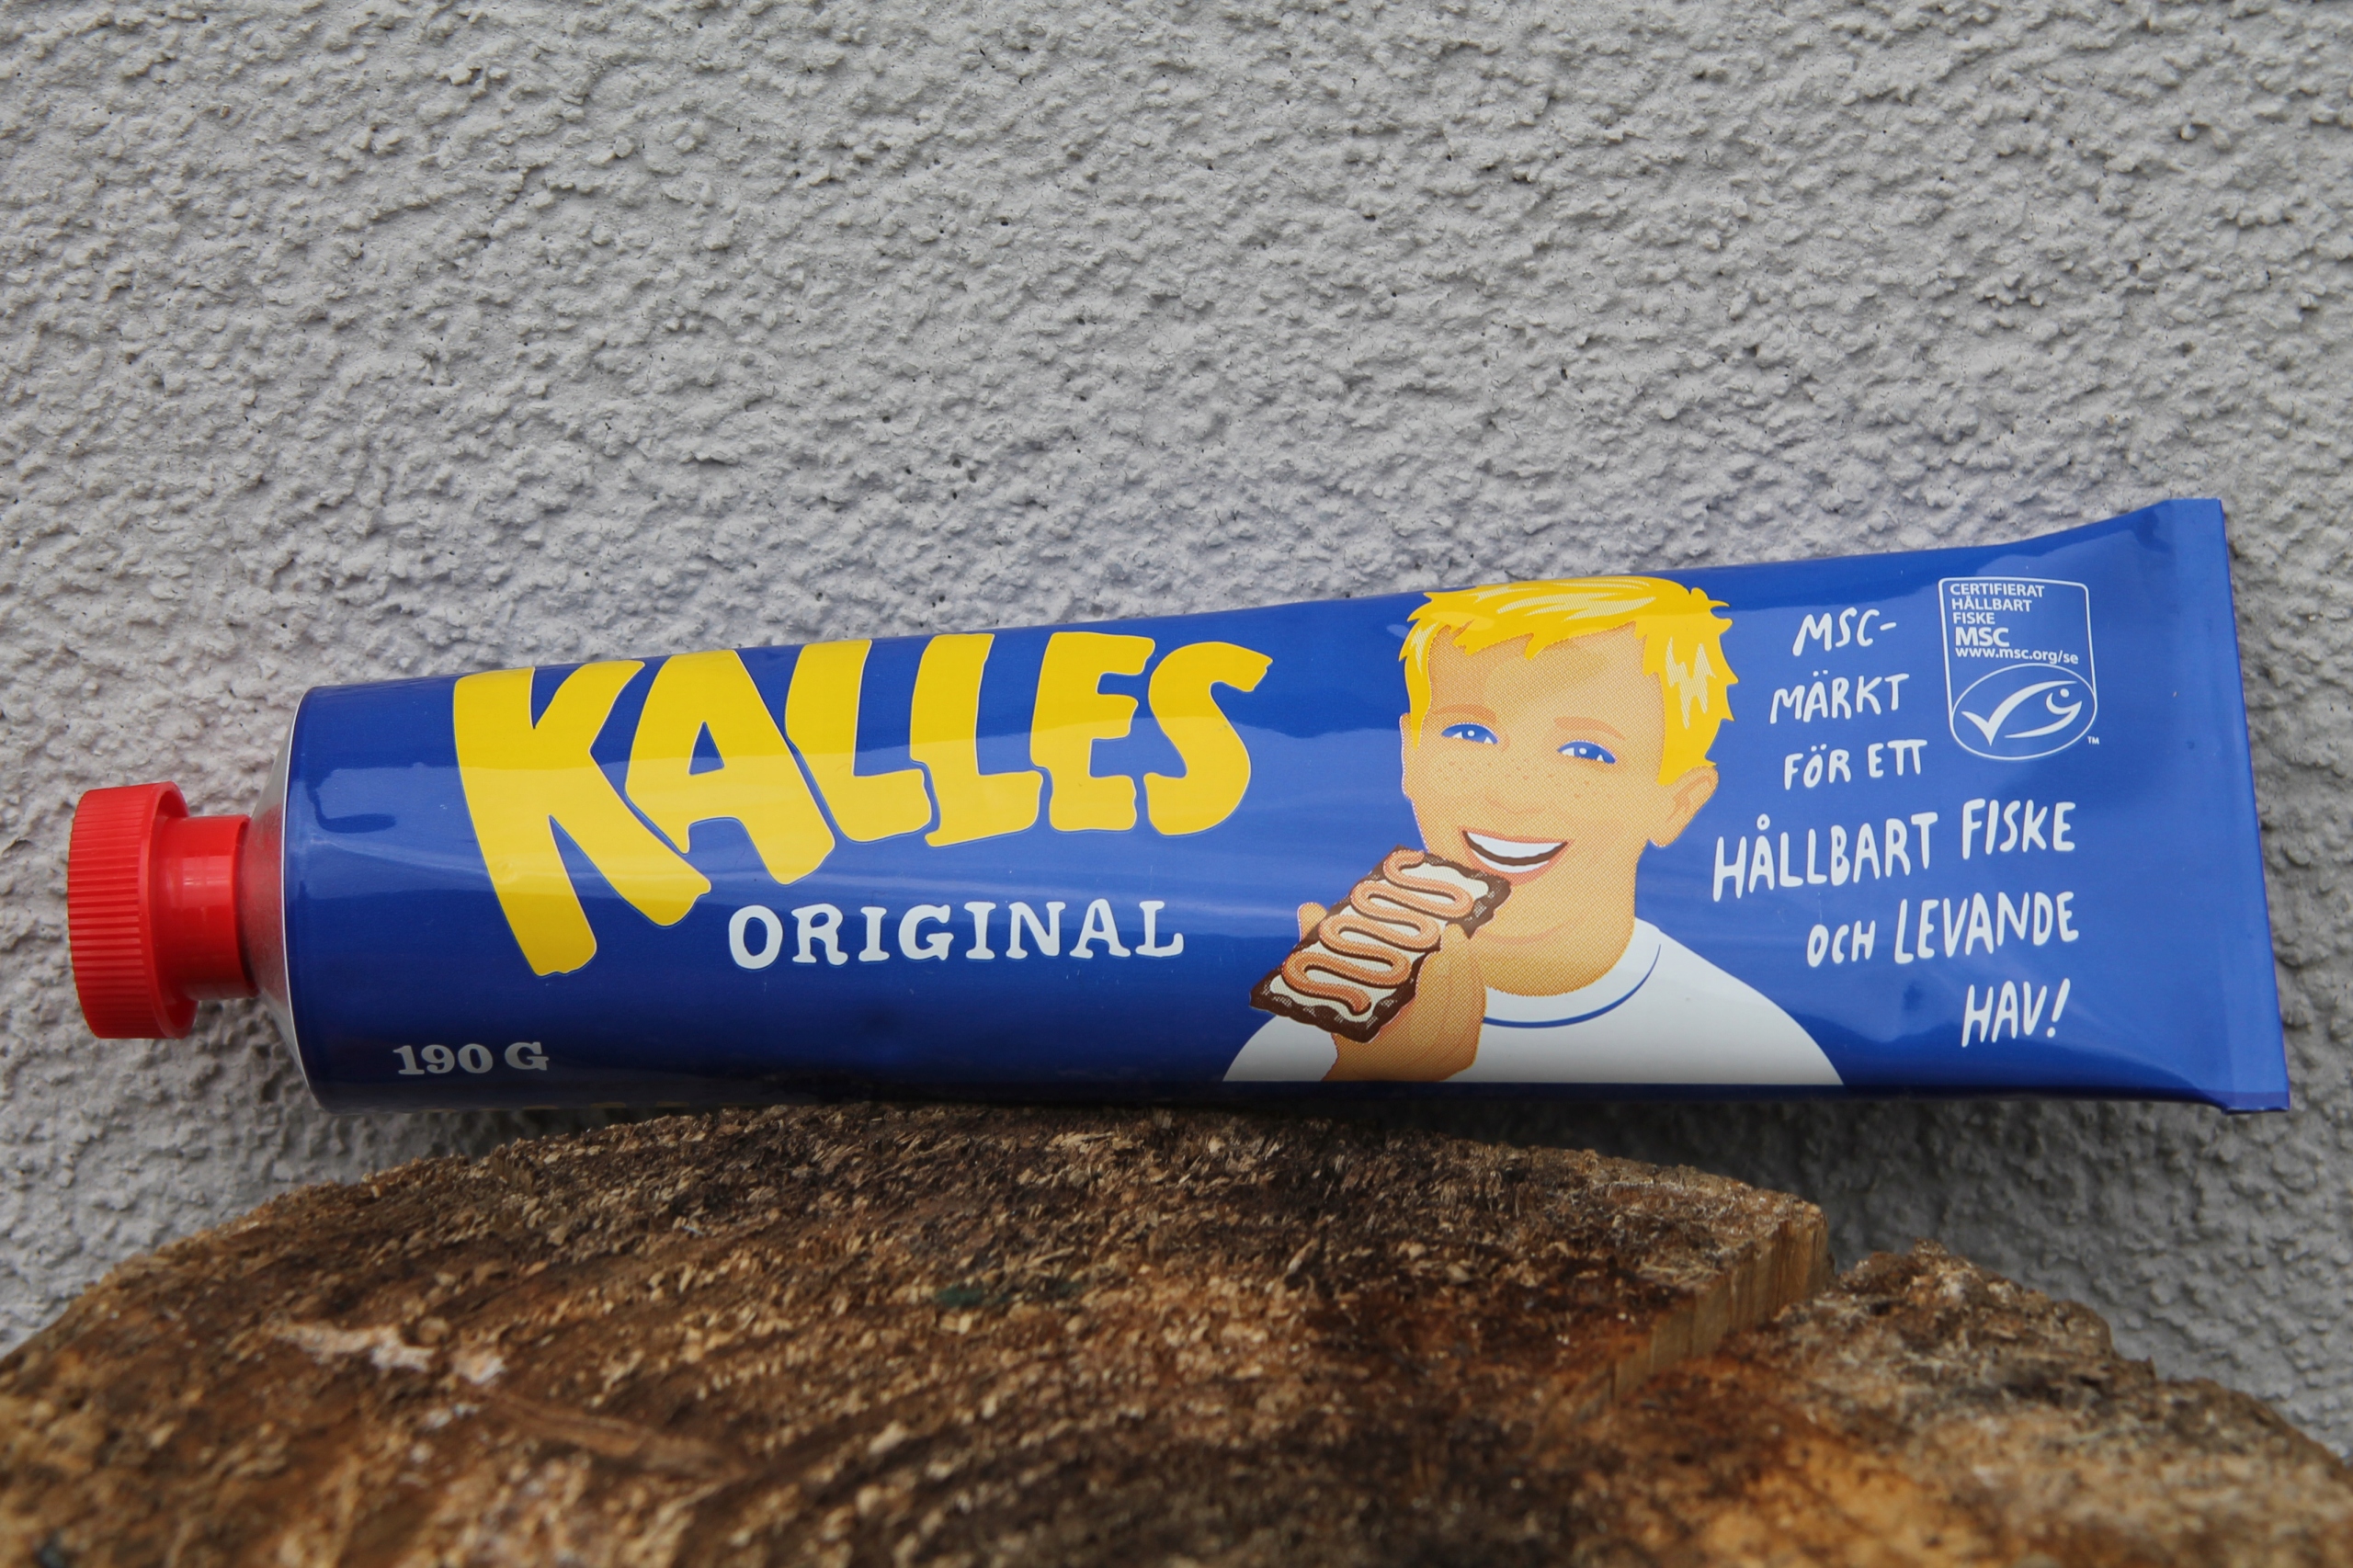 KALLES
ORIGINAL
190 G
MSC-
MÄRKT
FÖR ETT
HÅLLBART FISKE
OCH LEVANDE
HAV!
CERTIFIERAT
HÅLLBART
FISKE
MSC
www.msc.org/se
TM